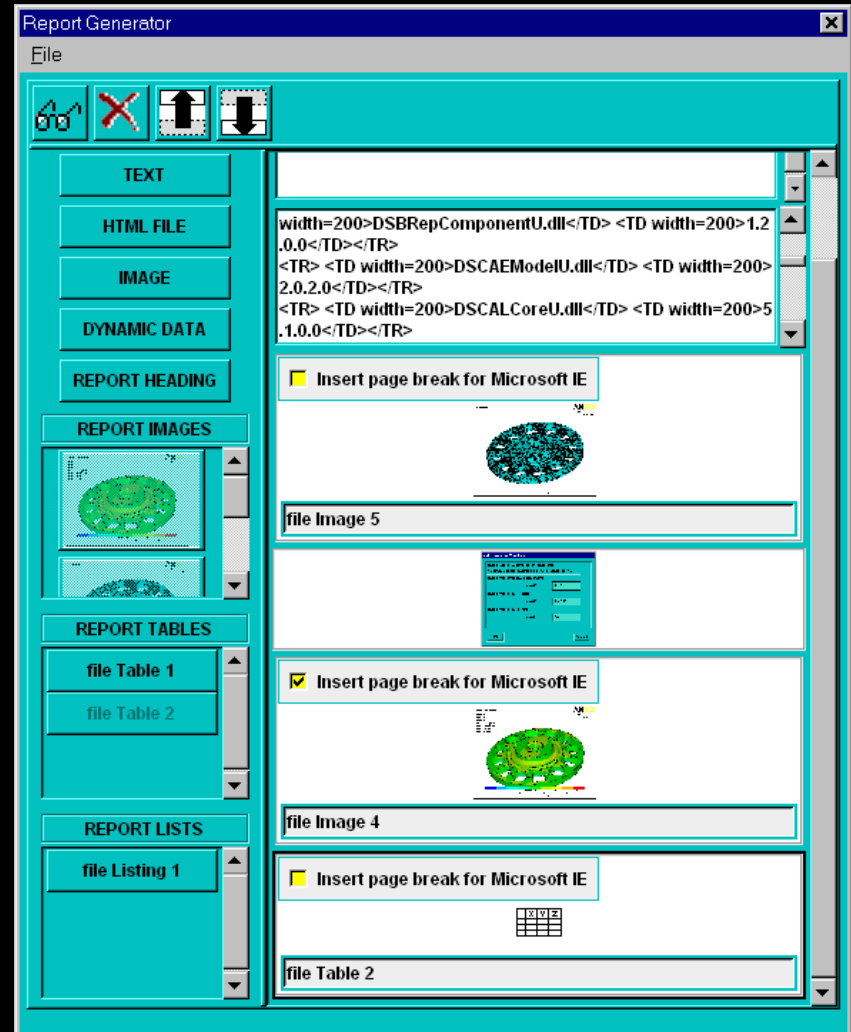 Report Generator
File
TEXT
HTML FILE
IMAGE
DYNAMIC DATA
REPORT HEADING
REPORT IMAGES
REPORT TABLES
file Table 1
file Table 2
REPORT LISTS
file Listing 1
width=200>DSBRepComponentU.dll</TD> <TD width=200>1.2
.0.0</TD></TR>
<TR> <TD width=200>DSCAEModelU.dll</TD> <TD width=200>
2.0.2.0</TD></TR>
<TR> <TD width=200>DSCALCoreU.dll</TD> <TD width=200>5
.1.0.0</TD></TR>
Insert page break for Microsoft IE
file Image 5
Insert page break for Microsoft IE
file Image 4
Insert page break for Microsoft IE
X Y Z
file Table 2